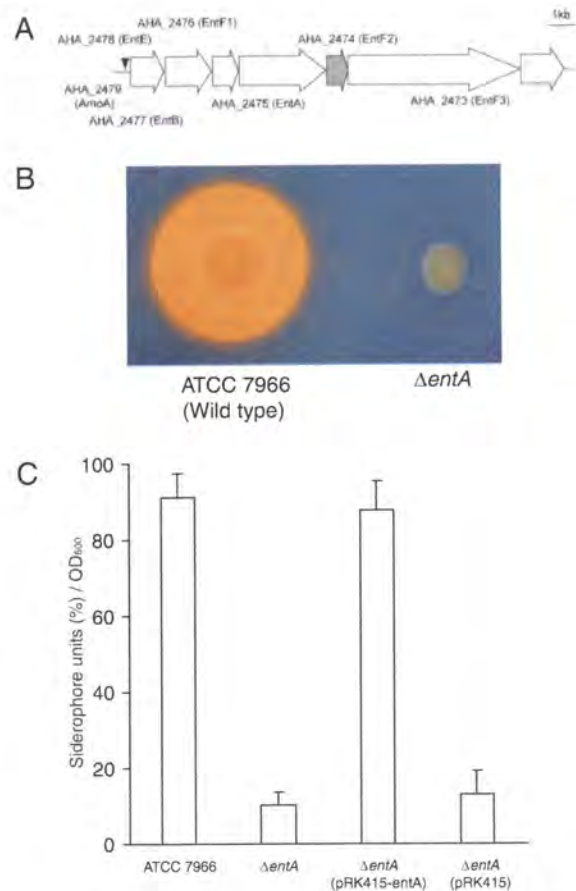 A
AHA_2476 (EntF1)
1kb
AHA_2478 (EntE)
AHA_2474 (EntF2)
AHA_2479
(AmoA)
AHA_2475 (EntA)
AHA_2473 (EntF3)
AHA_2477 (EntB)
B
ATCC 7966
(Wild type)
ΔentA
C
Siderophore units (%) / OD₆₀₀
100
80
60
40
20
0
ATCC 7966
ΔentA
ΔentA
(pRK415-entA)
ΔentA
(pRK415)